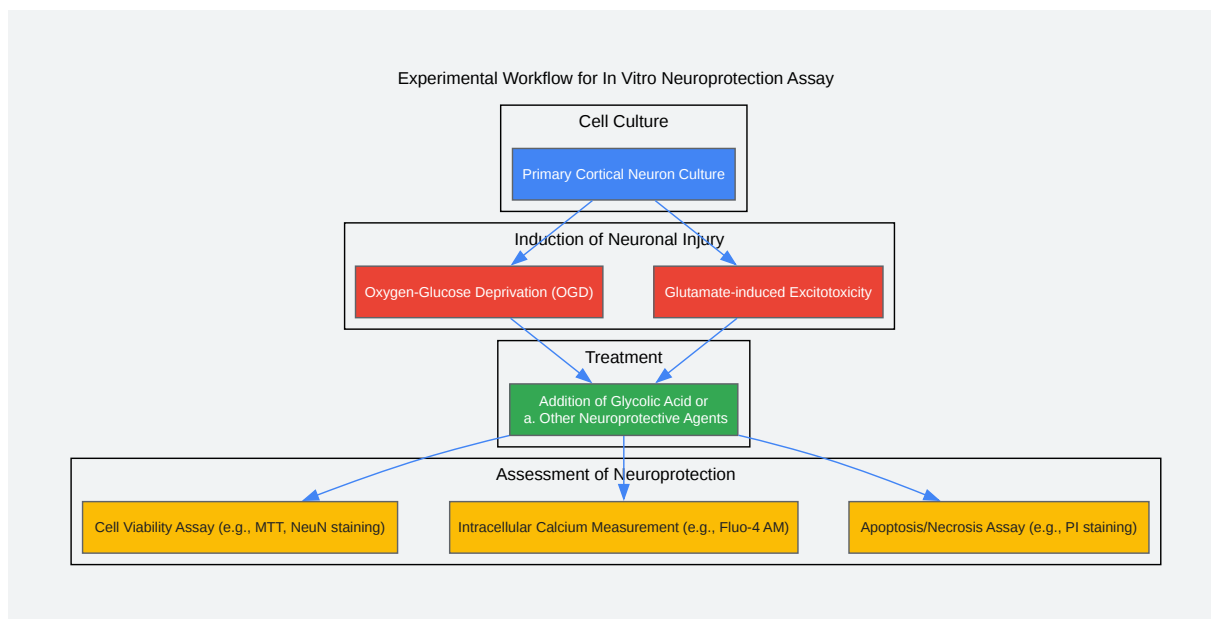 Experimental Workflow for In Vitro Neuroprotection Assay
Cell Culture
Primary Cortical Neuron Culture
Induction of Neuronal Injury
Oxygen-Glucose Deprivation (OGD)
Glutamate-induced Excitotoxicity
Treatment
Addition of Glycolic Acid or
a. Other Neuroprotective Agents
Assessment of Neuroprotection
Cell Viability Assay (e.g., MTT, NeuN staining)
Intracellular Calcium Measurement (e.g., Fluo-4 AM)
Apoptosis/Necrosis Assay (e.g., PI staining)